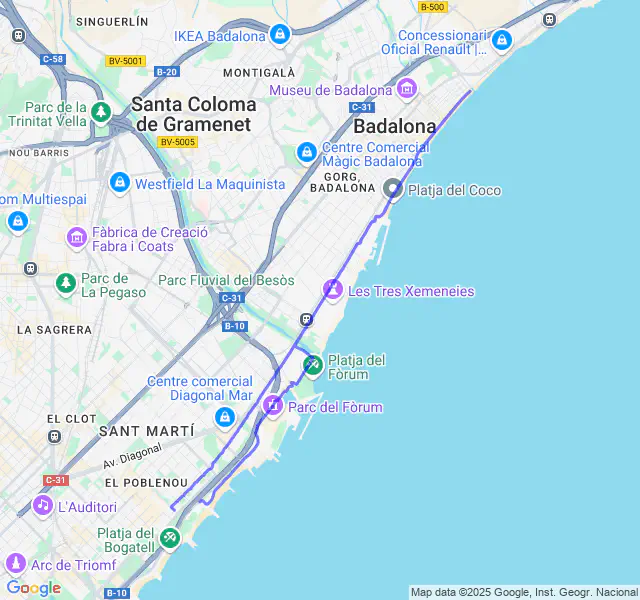 SINGUERLÍN
B-500
Concessionari
Oficial Renault |...
IKEA Badalona
C-58
BV-5001
B-20
MONTIGALÀ
Museu de Badalona
Parc de la
Trinitat Vella
Santa Coloma
de Gramenet
C-31
Badalona
NOU BARRIS
BV-5005
Centre Comercial
Màgic Badalona
GORG,
BADALONA
Westfield La Maquinista
Platja del Coco
om Multiespai
Fàbrica de Creació
Fabra i Coats
Parc Fluvial del Besòs
Parc de
La Pegaso
C-31
Les Tres Xemeneies
LA SAGRERA
B-10
Platja del
Fòrum
Centre comercial
Diagonal Mar
Parc del Fòrum
EL CLOT
SANT MARTÍ
Av. Diagonal
C-31
EL POBLENOU
L'Auditori
Platja del
Bogatell
Arc de Triomf
Google
B-10
Map data ©2025 Google, Inst. Geogr. Nacional